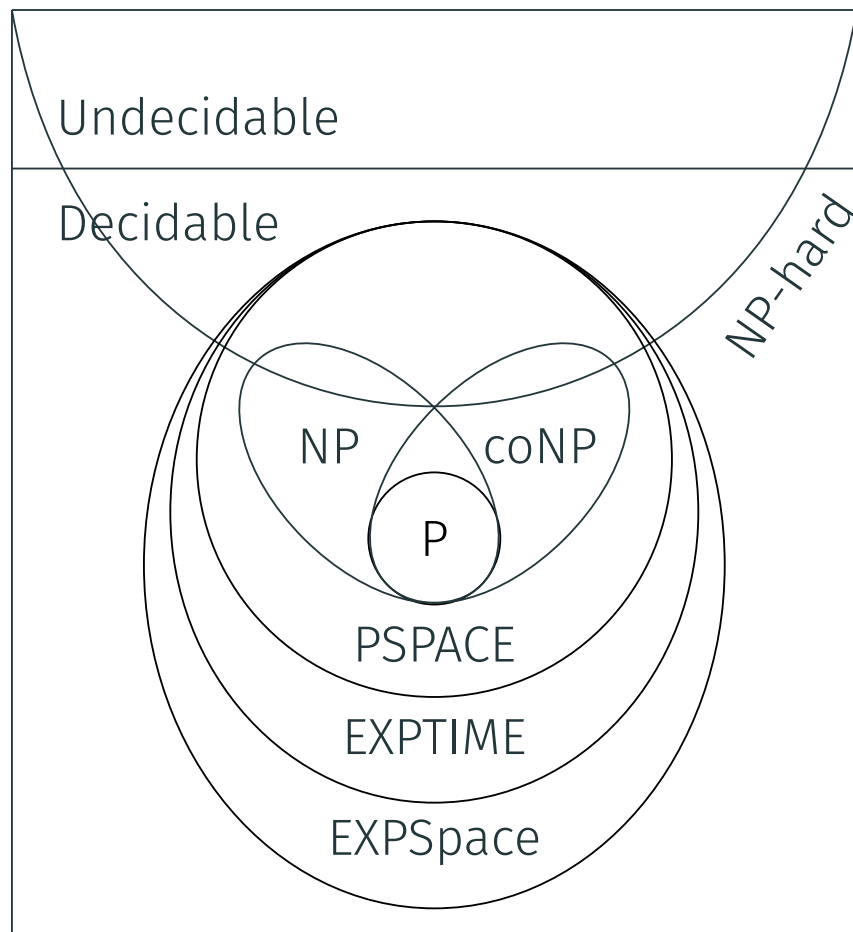 Undecidable
Decidable
NP-hard
NP
coNP
P
PSPACE
EXPTIME
EXPSpace